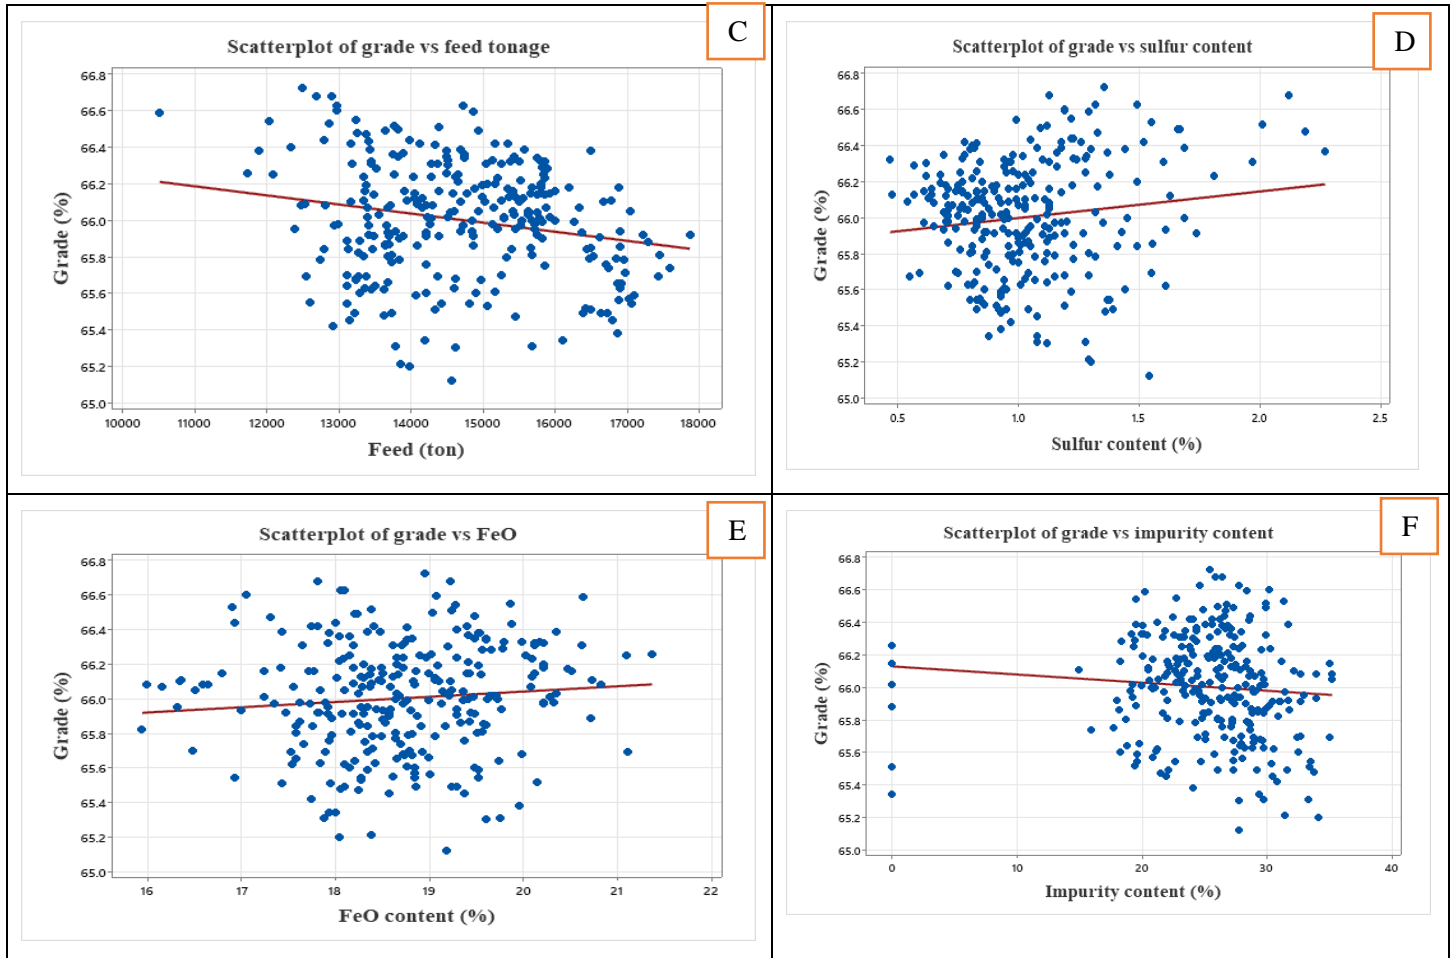 C
Scatterplot of grade vs feed tonage
66.8
66.6
66.4
66.2
66.0
65.8
65.6
65.4
65.2
65.0
Grade (%)
10000 11000 12000 13000 14000 15000 16000 17000 18000
Feed (ton)
D
Scatterplot of grade vs sulfur content
66.8
66.6
66.4
66.2
66.0
65.8
65.6
65.4
65.2
65.0
Grade (%)
0.5 1.0 1.5 2.0 2.5
Sulfur content (%)
E
Scatterplot of grade vs FeO
66.8
66.6
66.4
66.2
66.0
65.8
65.6
65.4
65.2
65.0
Grade (%)
16 17 18 19 20 21 22
FeO content (%)
F
Scatterplot of grade vs impurity content
66.8
66.6
66.4
66.2
66.0
65.8
65.6
65.4
65.2
65.0
Grade (%)
0 10 20 30 40
Impurity content (%)